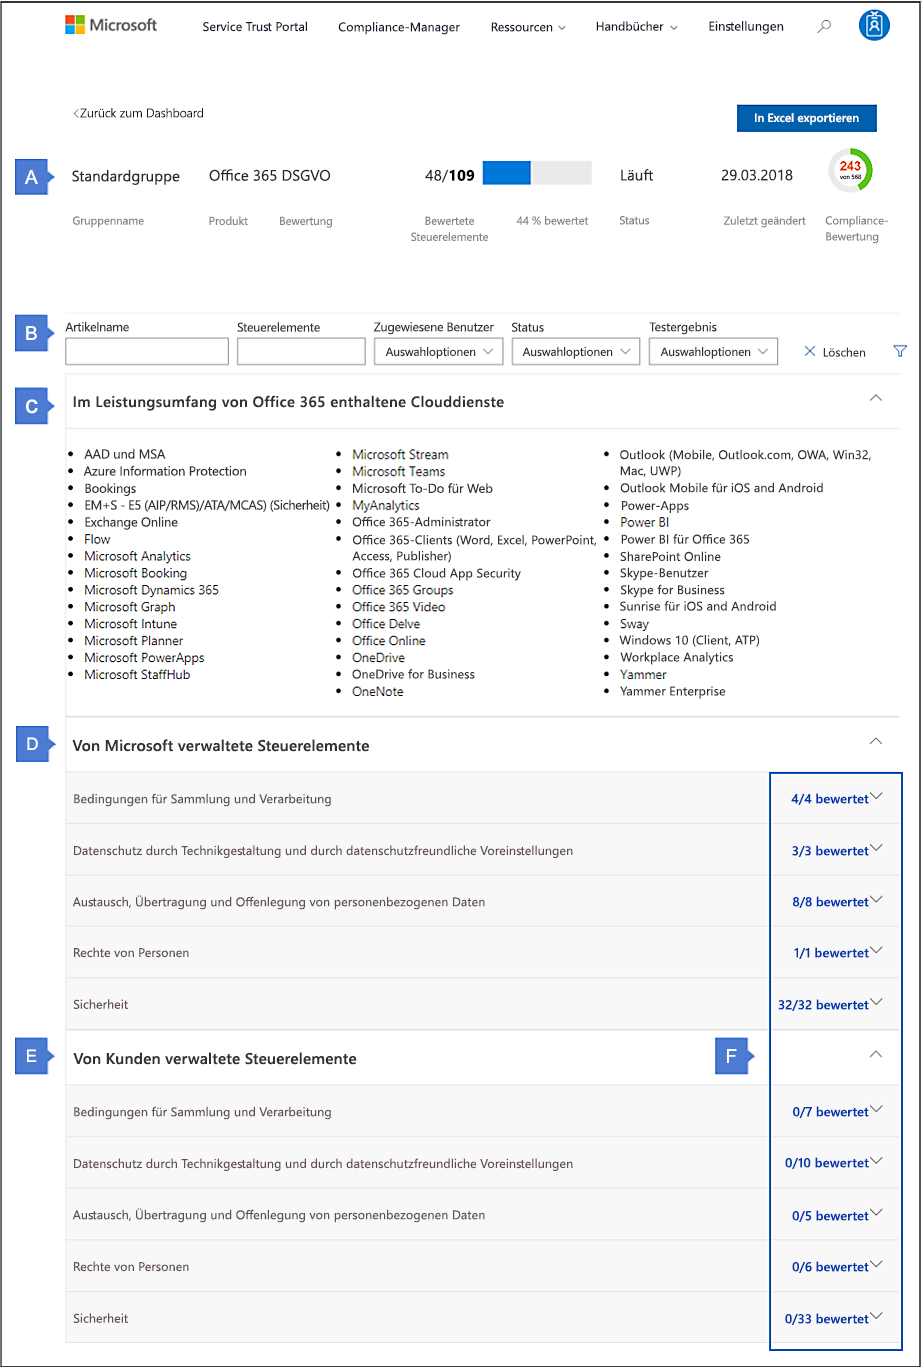 Microsoft Service Trust Portal Compliance-Manager Ressourcen Handbücher Einstellungen
<Zurück zum Dashboard
In Excel exportieren
A
Standardgruppe Office 365 DSGVO 48/109 Läuft 29.03.2018
243
von 568
Gruppenname Produkt Bewertung Bewertete Steuerelemente 44 % bewertet Status Zuletzt geändert Compliance-Bewertung
B
Artikelname Steuerelemente Zugewiesene Benutzer Status Testergebnis
Auswahloptionen Auswahloptionen Auswahloptionen Löschen
C
Im Leistungsumfang von Office 365 enthaltene Clouddienste
AAD und MSA
Azure Information Protection
Bookings
EM+S - E5 (AIP/RMS)/ATA/MCAS) (Sicherheit)
Exchange Online
Flow
Microsoft Analytics
Microsoft Booking
Microsoft Dynamics 365
Microsoft Graph
Microsoft Intune
Microsoft Planner
Microsoft PowerApps
Microsoft StaffHub
Microsoft Stream
Microsoft Teams
Microsoft To-Do für Web
MyAnalytics
Office 365-Administrator
Office 365-Clients (Word, Excel, PowerPoint,
Access, Publisher)
Office 365 Cloud App Security
Office 365 Groups
Office 365 Video
Office Delve
Office Online
OneDrive
OneDrive for Business
OneNote
Outlook (Mobile, Outlook.com, OWA, Win32,
Mac, UWP)
Outlook Mobile für iOS and Android
Power-Apps
Power BI
Power BI für Office 365
SharePoint Online
Skype-Benutzer
Skype for Business
Sunrise für iOS and Android
Sway
Windows 10 (Client, ATP)
Workplace Analytics
Yammer
Yammer Enterprise
D
Von Microsoft verwaltete Steuerelemente
Bedingungen für Sammlung und Verarbeitung 4/4 bewertet
Datenschutz durch Technikgestaltung und durch datenschutzfreundliche Voreinstellungen 3/3 bewertet
Austausch, Übertragung und Offenlegung von personenbezogenen Daten 8/8 bewertet
Rechte von Personen 1/1 bewertet
Sicherheit 32/32 bewertet
E
Von Kunden verwaltete Steuerelemente
F
Bedingungen für Sammlung und Verarbeitung 0/7 bewertet
Datenschutz durch Technikgestaltung und durch datenschutzfreundliche Voreinstellungen 0/10 bewertet
Austausch, Übertragung und Offenlegung von personenbezogenen Daten 0/5 bewertet
Rechte von Personen 0/6 bewertet
Sicherheit 0/33 bewertet